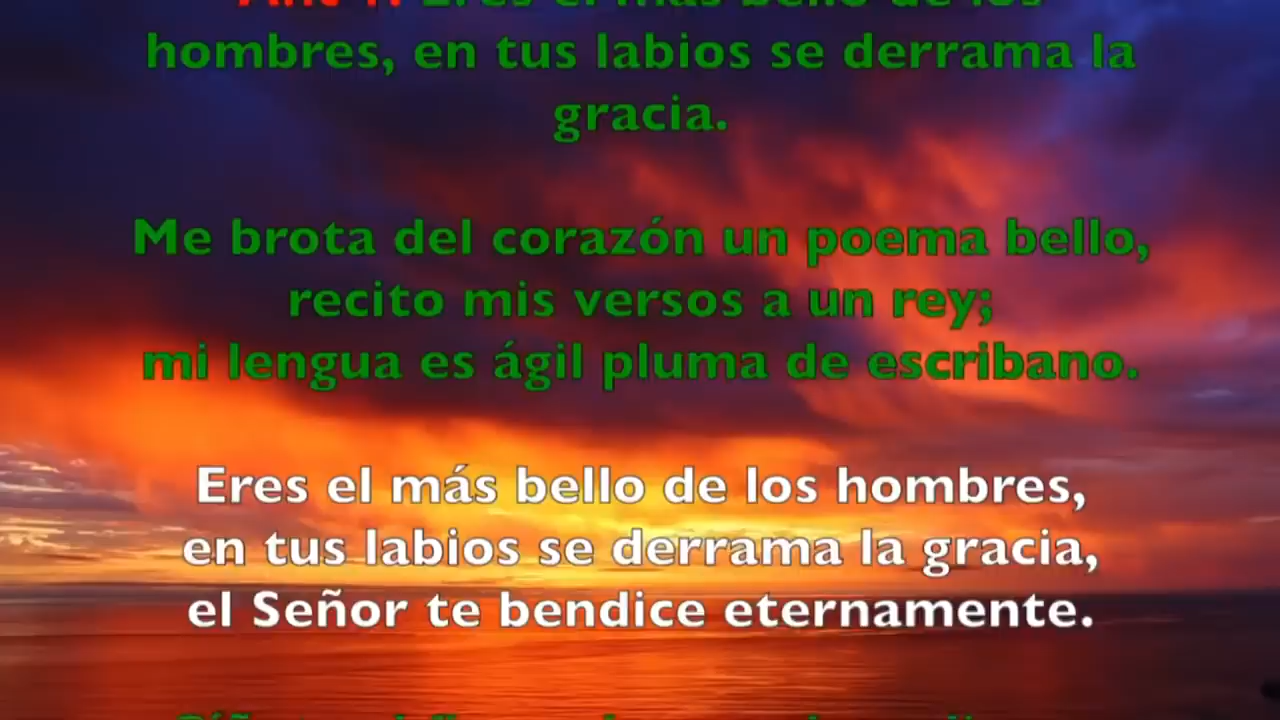 Ant 1. Eres el más bello de los
hombres, en tus labios se derrama la
gracia.
Me brota del corazón un poema bello,
recito mis versos a un rey;
mi lengua es ágil pluma de escribano.
Eres el más bello de los hombres,
en tus labios se derrama la gracia,
el Señor te bendice eternamente.